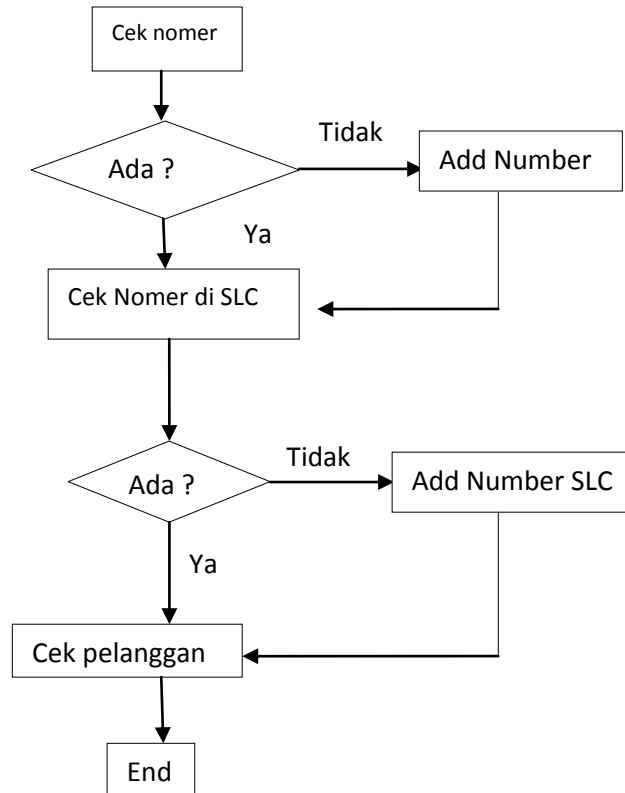 Cek nomer
Ada ?
Tidak
Add Number
Ya
Cek Nomer di SLC
Ada ?
Tidak
Add Number SLC
Ya
Cek pelanggan
End